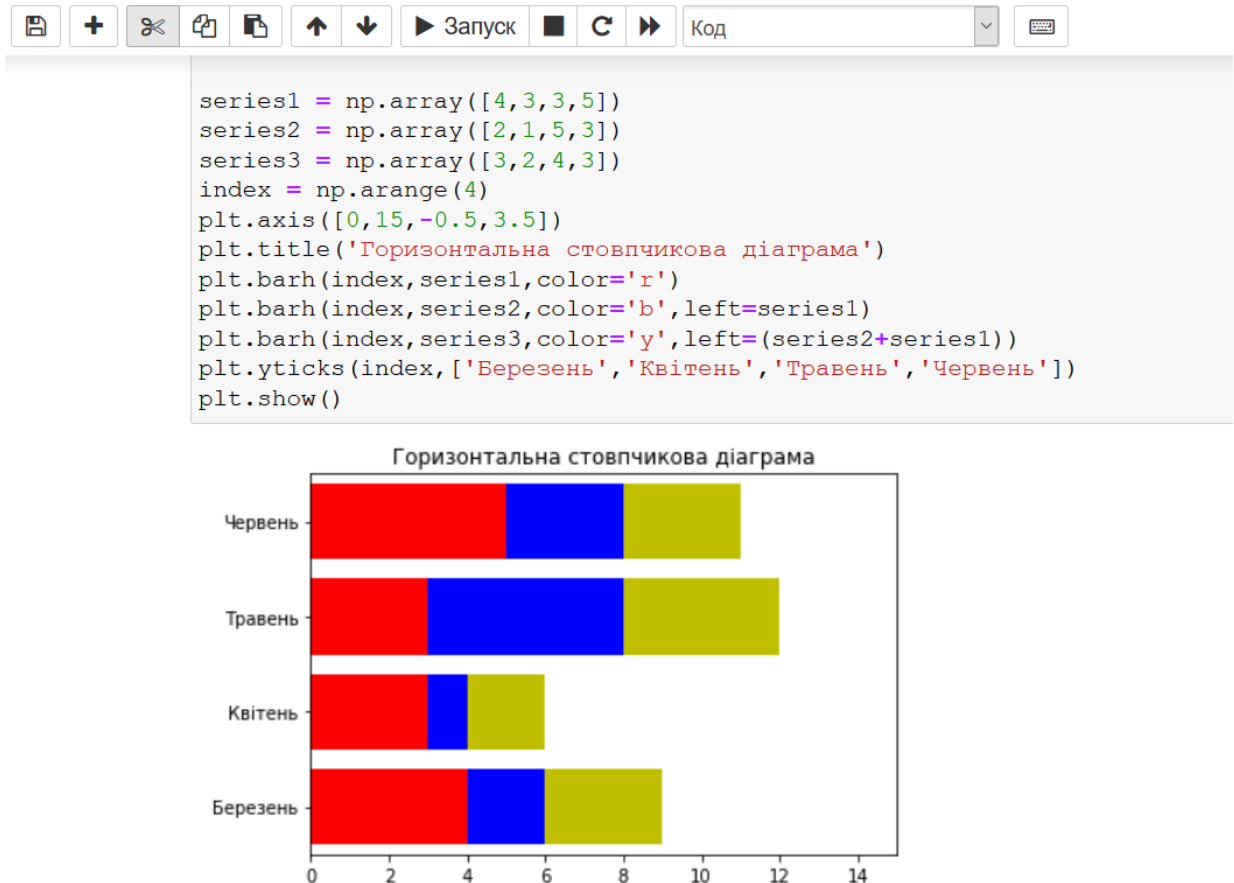 Запуск Код
series1 = np.array([4,3,3,5])
series2 = np.array([2,1,5,3])
series3 = np.array([3,2,4,3])
index = np.arange(4)
plt.axis([0,15,-0.5,3.5])
plt.title('Горизонтальна стовпчикова діаграма')
plt.barh(index,series1,color='r')
plt.barh(index,series2,color='b',left=series1)
plt.barh(index,series3,color='y',left=(series2+series1))
plt.yticks(index,['Березень','Квітень','Травень','Червень'])
plt.show()
Горизонтальна стовпчикова діаграма
Червень
Травень
Квітень
Березень
0 2 4 6 8 10 12 14